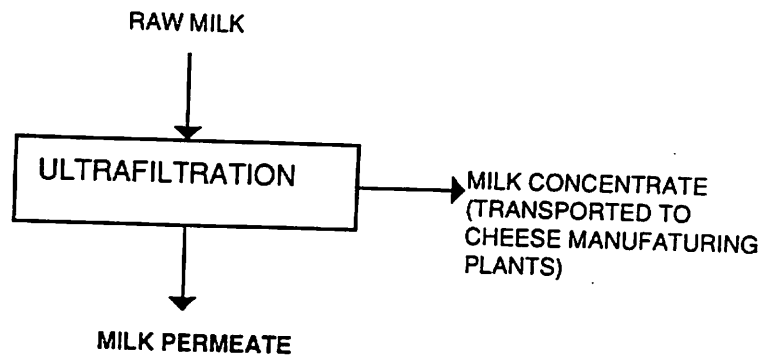 RAW MILK
ULTRAFILTRATION
MILK CONCENTRATE
(TRANSPORTED TO
CHEESE MANUFATURING
PLANTS)
MILK PERMEATE